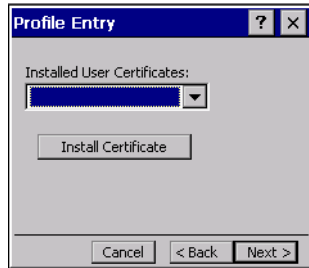 Profile Entry ? ×
Installed User Certificates:
Install Certificate
Cancel < Back Next >